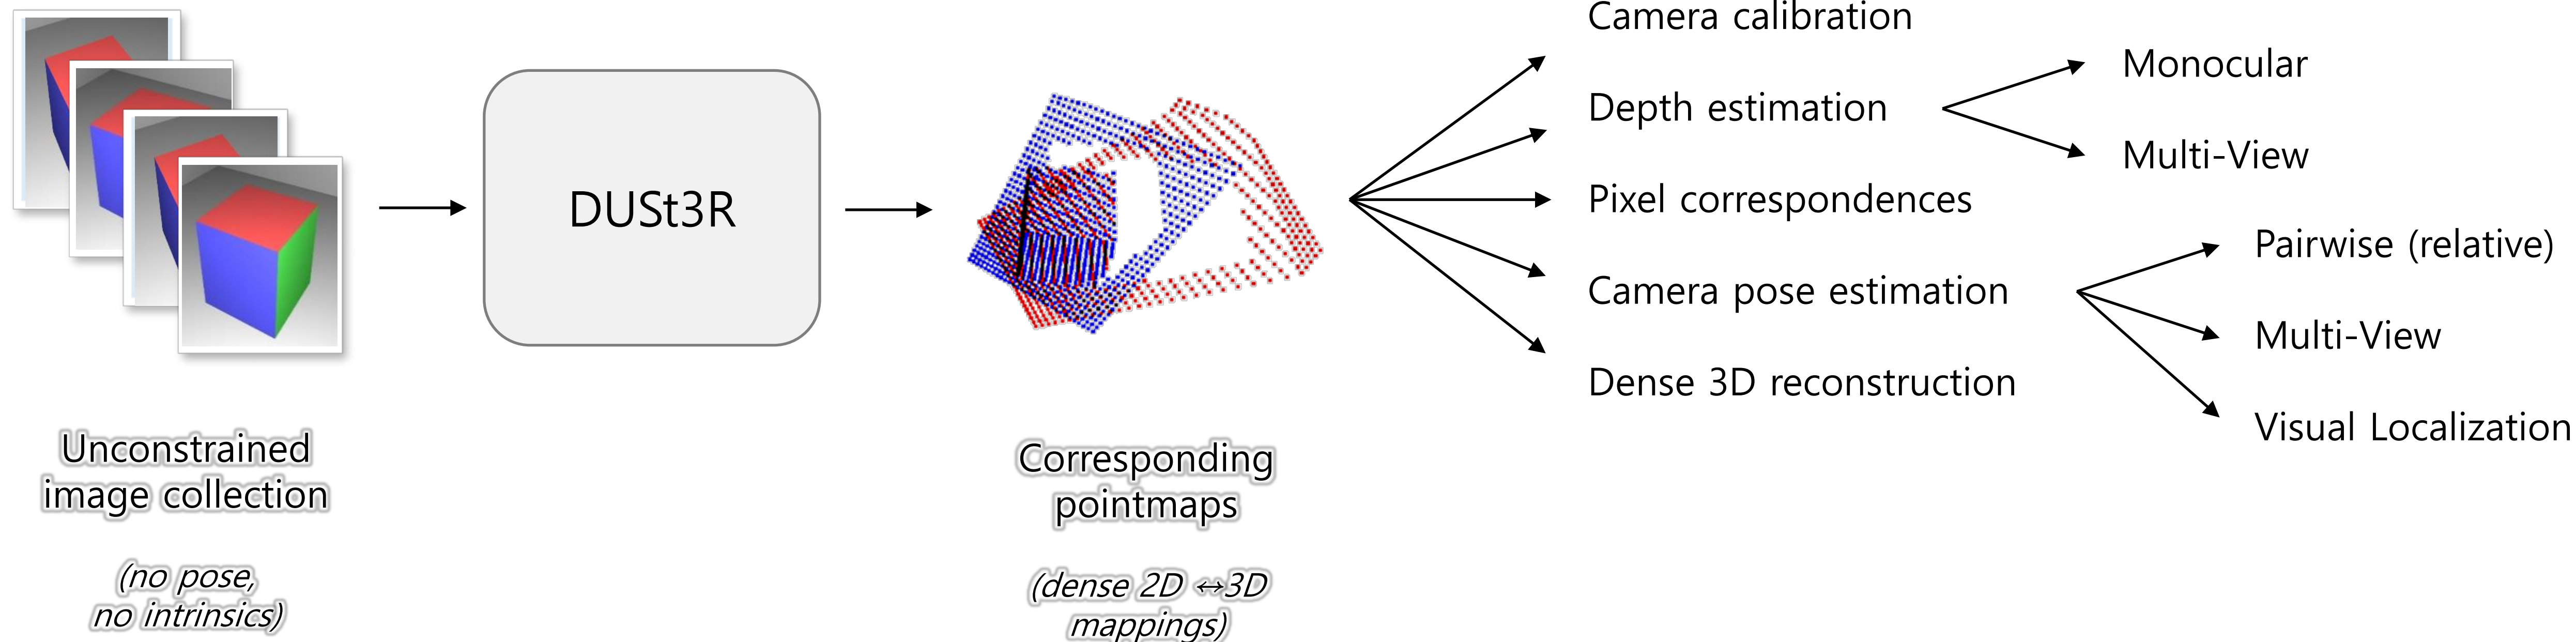 Unconstrained
image collection
(no pose,
no intrinsics)
DUSt3R
Corresponding
pointmaps
(dense 2D ↔3D
mappings)
Camera calibration
Depth estimation
Monocular
Multi-View
Pixel correspondences
Camera pose estimation
Pairwise (relative)
Multi-View
Visual Localization
Dense 3D reconstruction